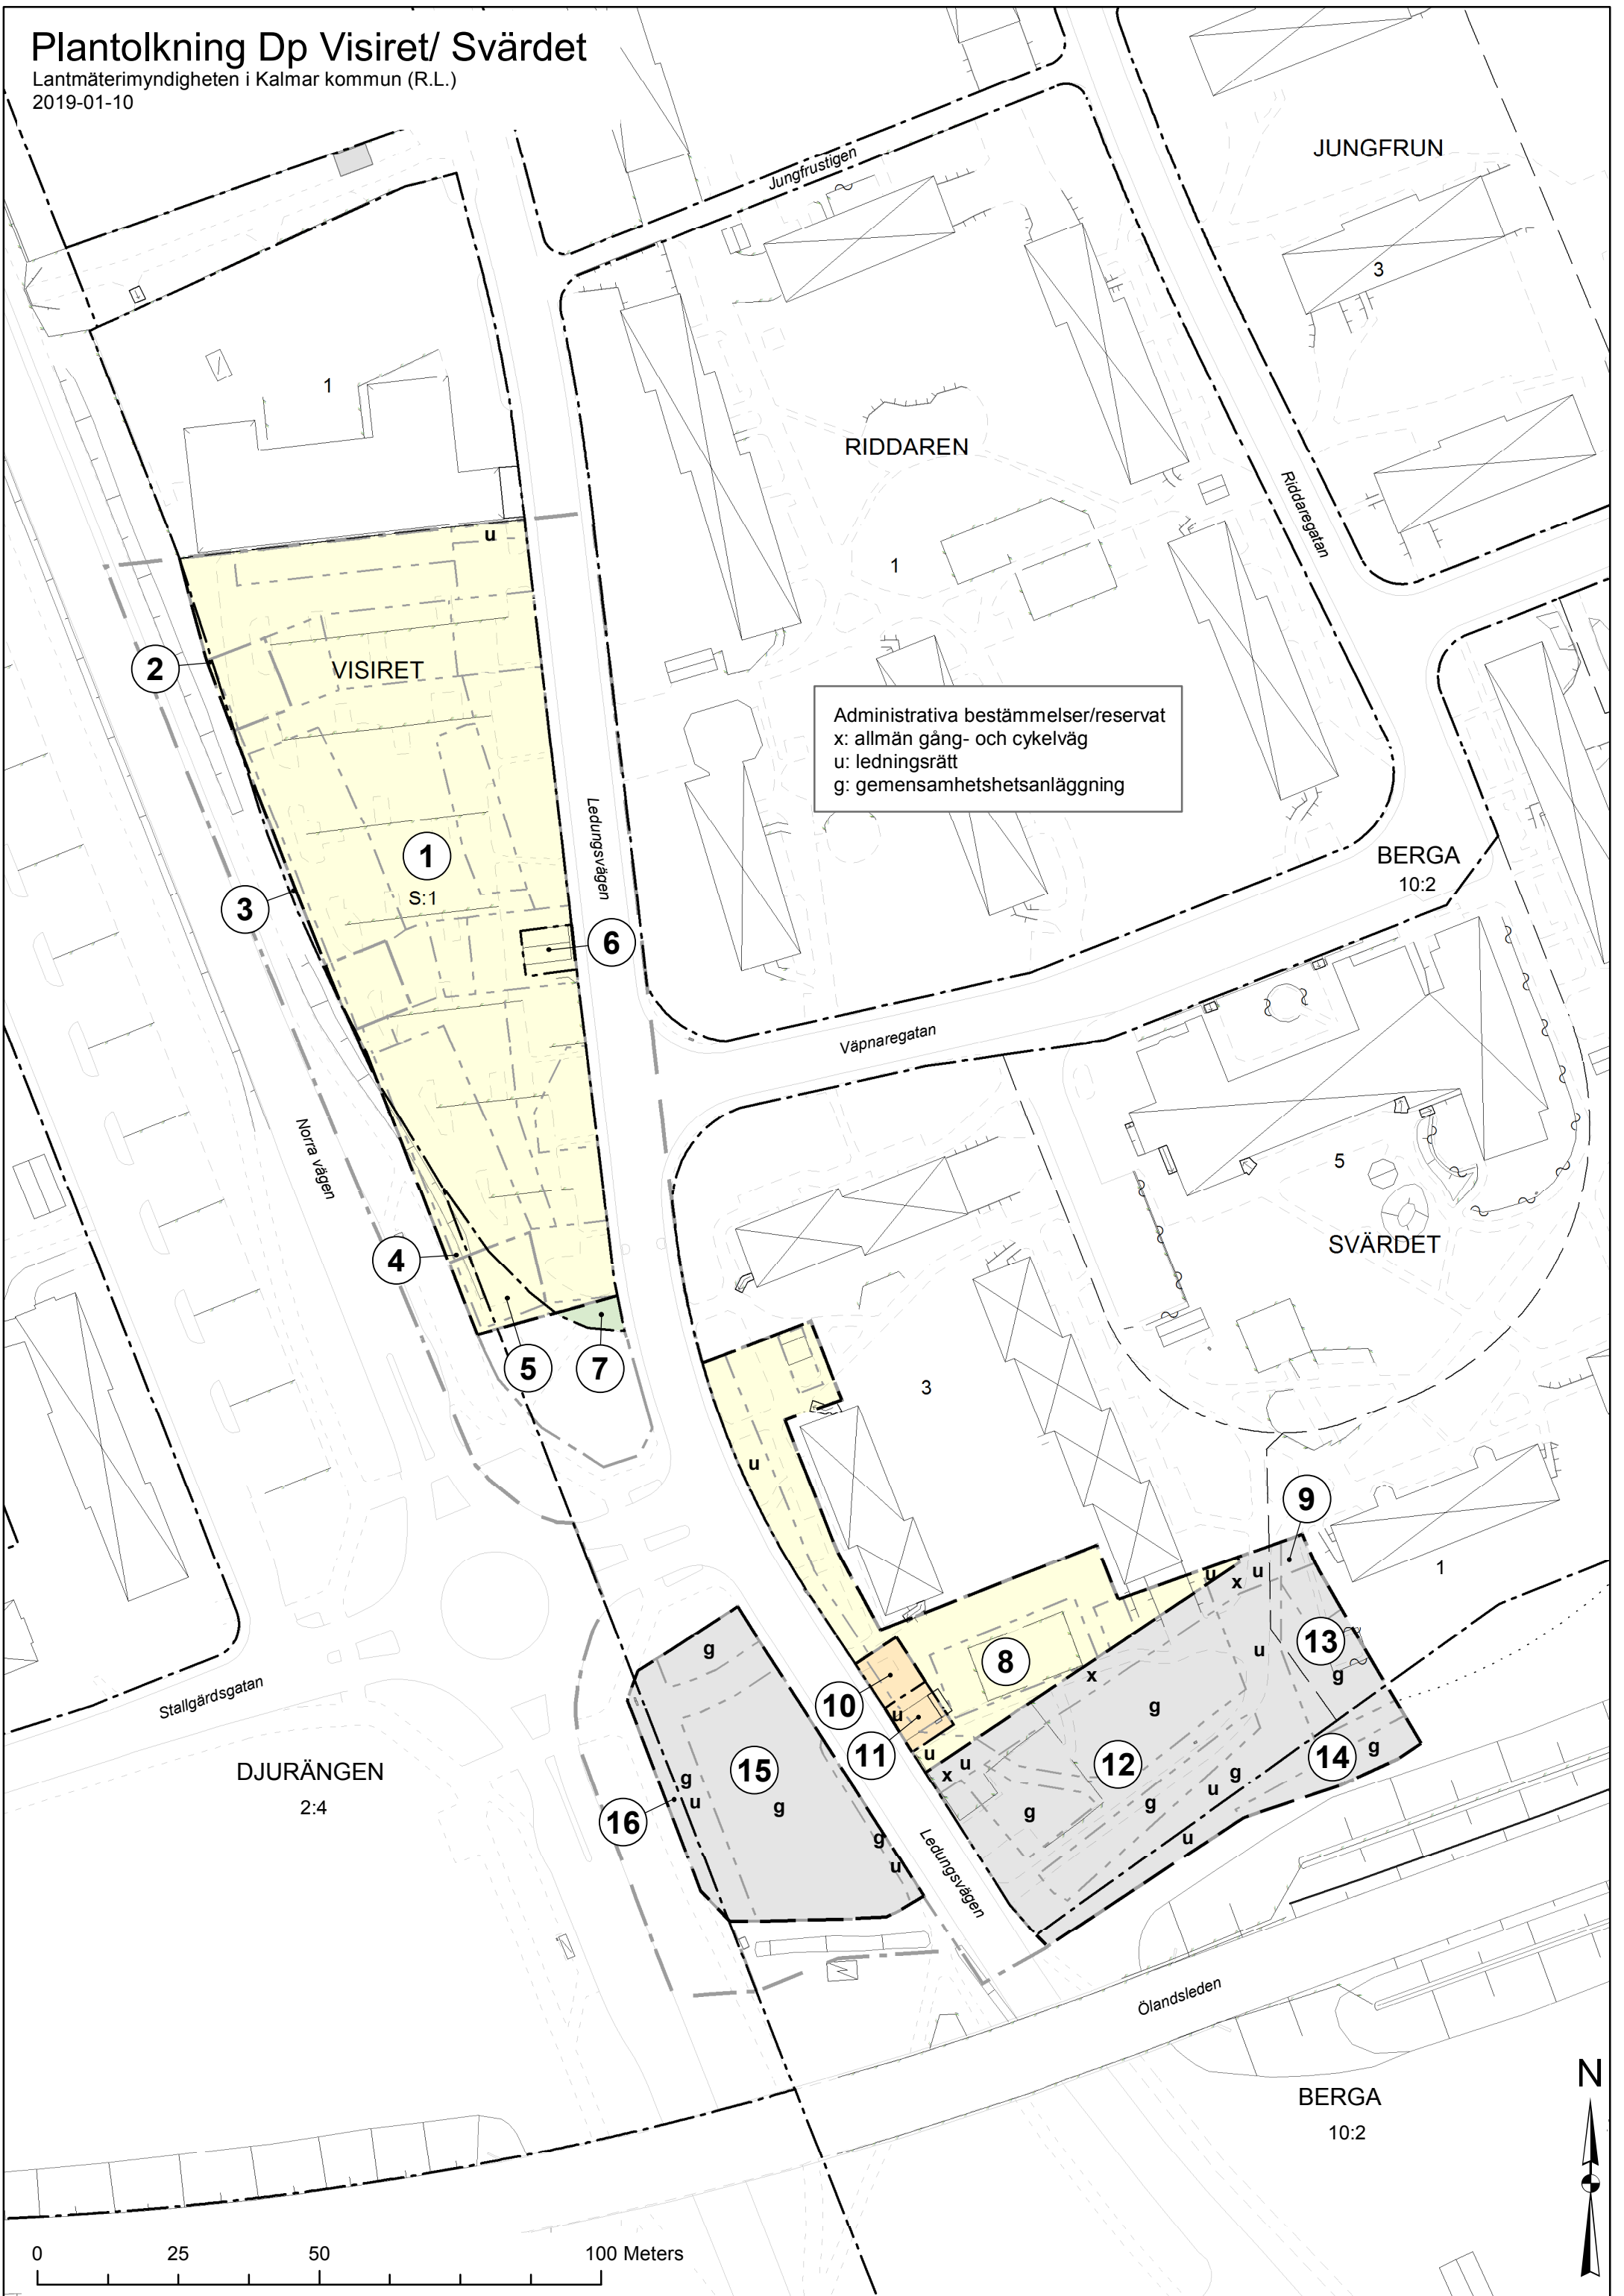 Plantolkning Dp Visiret/ Svärdet
Lantmäterimyndigheten i Kalmar kommun (R.L.)
2019-01-10
JUNGFRUN
Jungfrustigen
3
1
RIDDAREN
Riddaregatan
1
u
2
VISIRET
Administrativa bestämmelser/reservat
x: allmän gång- och cykelväg
u: ledningsrätt
g: gemensamhetshetsanläggning
Ledungsvägen
1
S:1
BERGA
10:2
3
6
Väpnaregatan
Norra vägen
5
SVÄRDET
4
5
7
3
u
9
1
u
x
u
g
8
13
u
x
g
Stallgärdsgatan
10
u
g
11
u
u
x
12
14
g
DJURÄNGEN
2:4
15
g
u
g
16
g
u
g
g
u
g
u
Ledungsvägen
Ölandsleden
N
BERGA
10:2
0
25
50
100 Meters